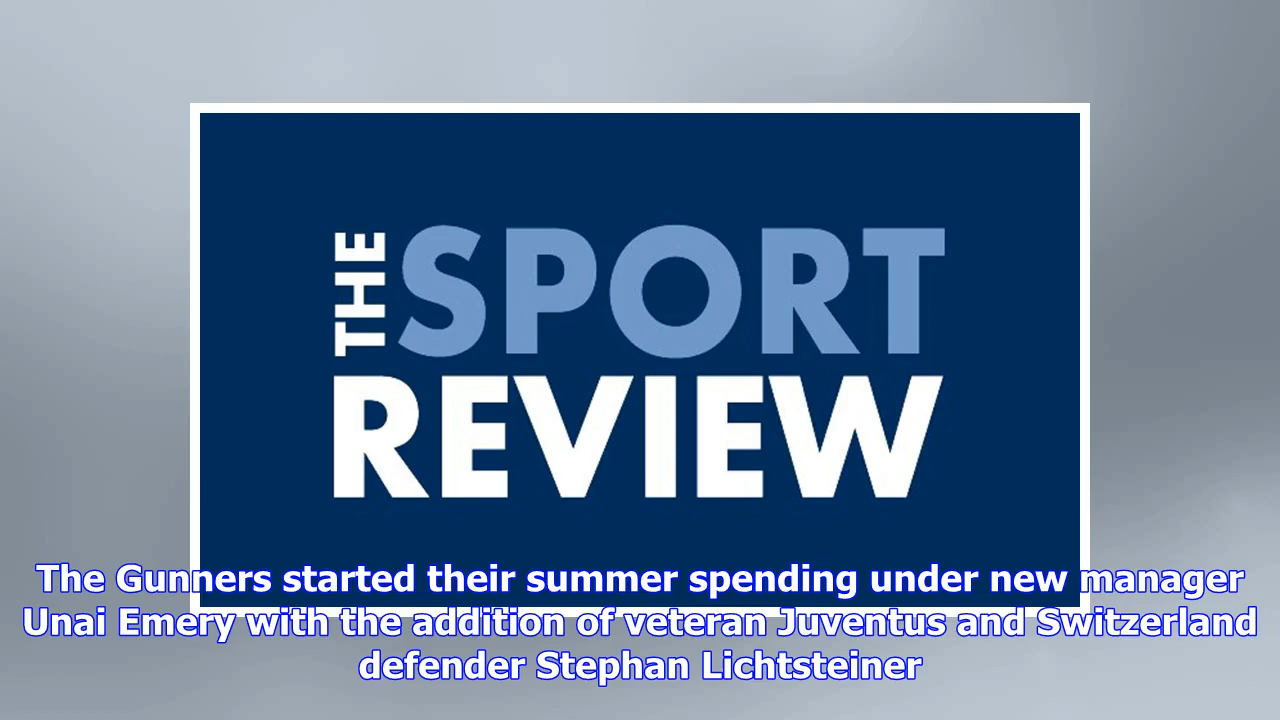 THE SPORT
REVIEW
The Gunners started their summer spending under new manager
Unai Emery with the addition of veteran Juventus and Switzerland
defender Stephan Lichtsteiner